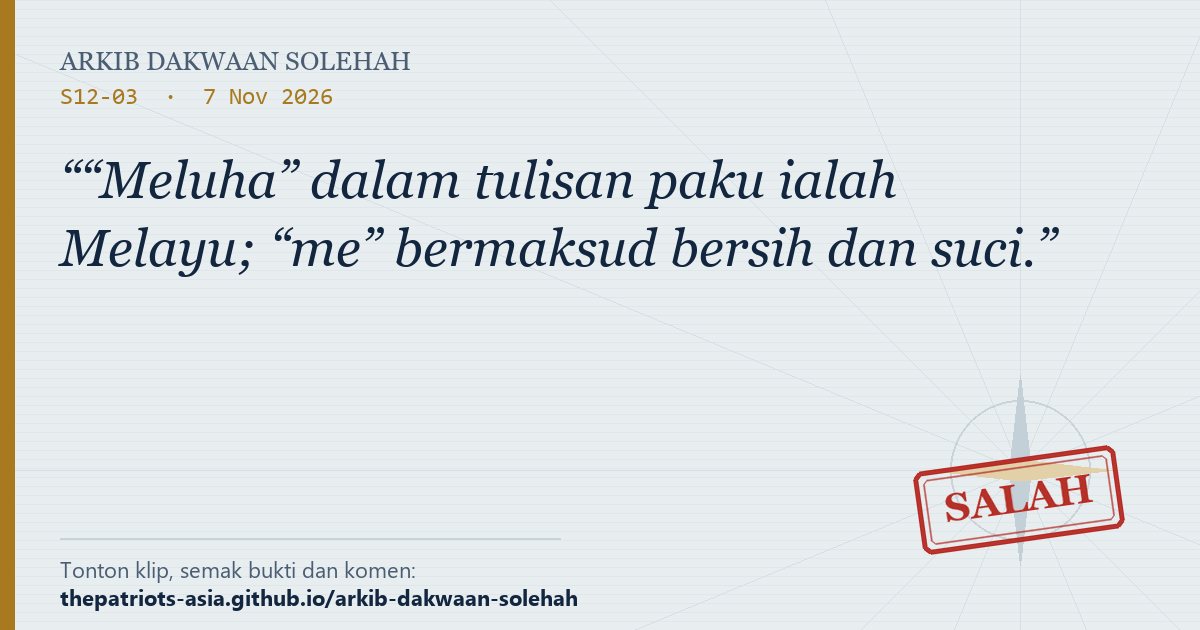 ARKIB DAKWAAN SOLEHAH
S12-03 · 7 Nov 2026
““Meluha” dalam tulisan paku ialah
Melayu; “me” bermaksud bersih dan suci.”
SALAH
Tonton klip, semak bukti dan komen:
thepatriots-asia.github.io/arkib-dakwaan-solehah